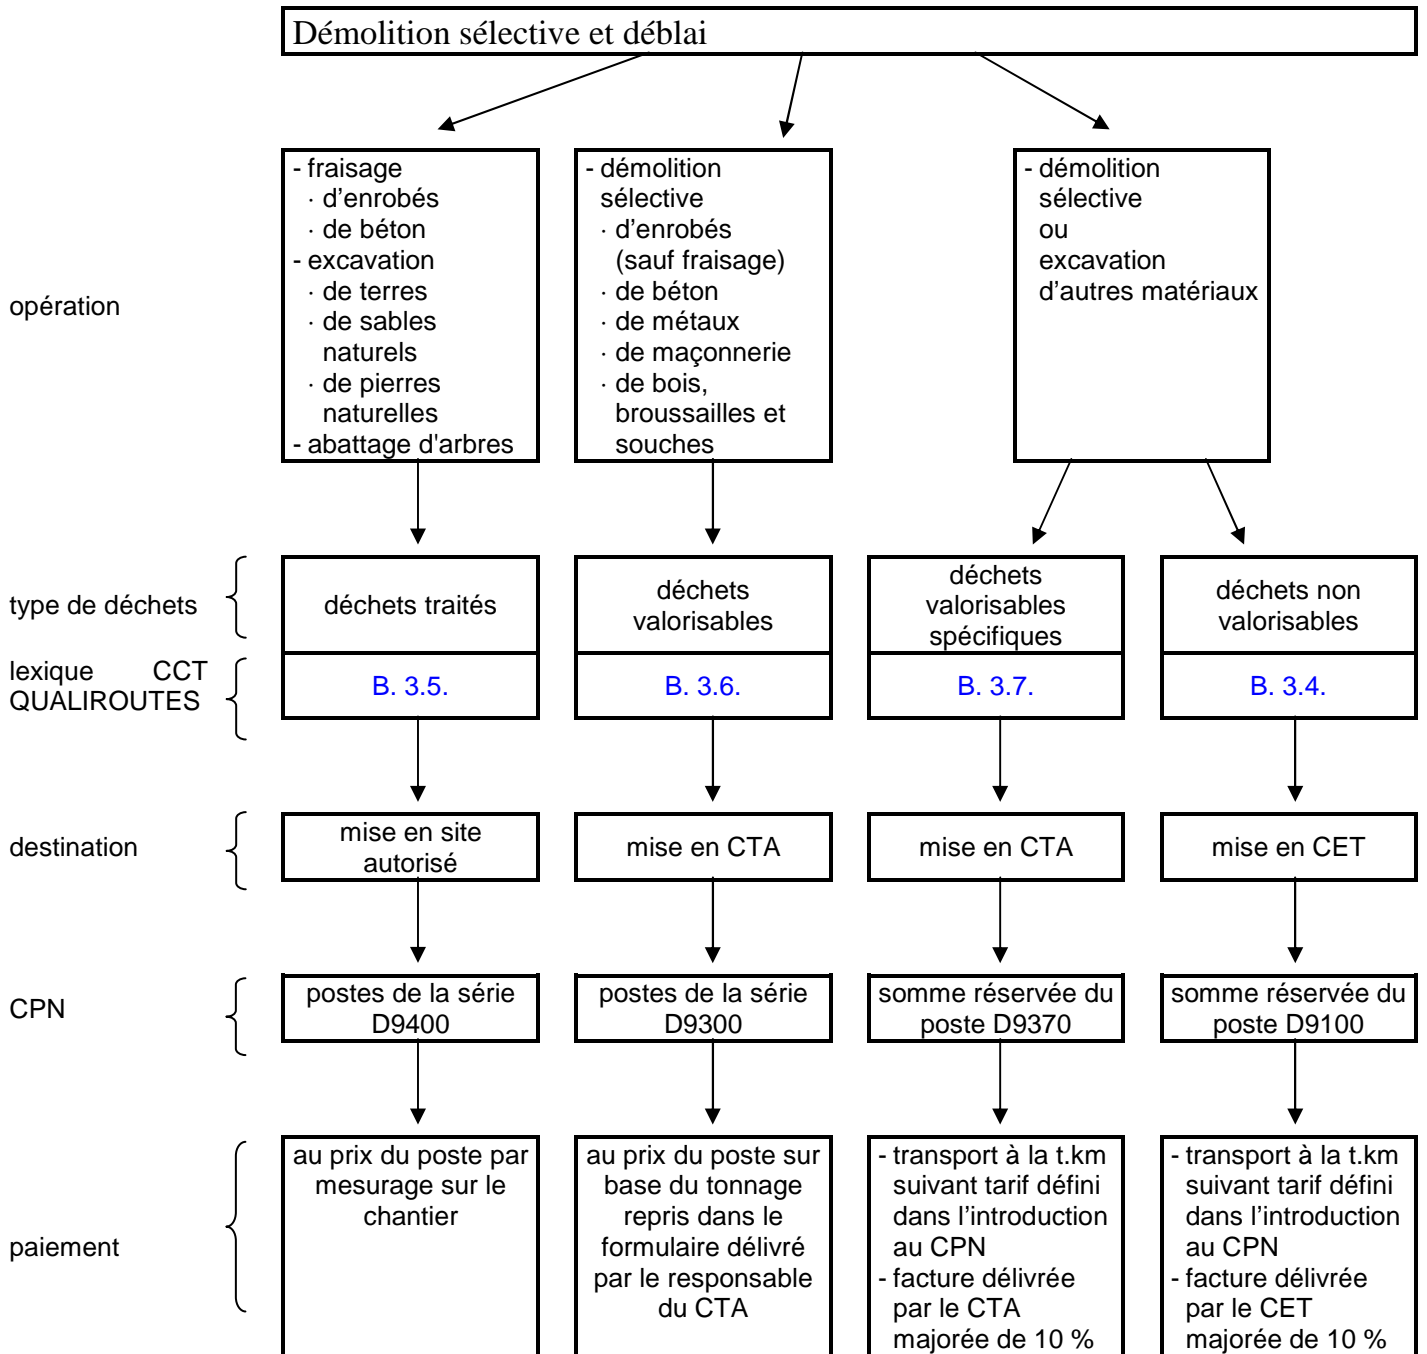 Démolition sélective et déblai
opération
- fraisage
· d’enrobés
· de béton
- excavation
· de terres
· de sables
naturels
· de pierres
naturelles
- abattage d'arbres
- démolition
sélective
· d’enrobés
(sauf fraisage)
· de béton
· de métaux
· de maçonnerie
· de bois,
broussailles et
souches
- démolition
sélective
ou
excavation
d’autres matériaux
type de déchets
déchets traités
déchets
valorisables
déchets
valorisables
spécifiques
déchets non
valorisables
lexique CCT
QUALIROUTES
B. 3.5.
B. 3.6.
B. 3.7.
B. 3.4.
destination
mise en site
autorisé
mise en CTA
mise en CTA
mise en CET
CPN
postes de la série
D9400
postes de la série
D9300
somme réservée du
poste D9370
somme réservée du
poste D9100
paiement
au prix du poste par
mesurage sur le
chantier
au prix du poste sur
base du tonnage
repris dans le
formulaire délivré
par le responsable
du CTA
- transport à la t.km
suivant tarif défini
dans l’introduction
au CPN
- facture délivrée
par le CTA
majorée de 10 %
- transport à la t.km
suivant tarif défini
dans l’introduction
au CPN
- facture délivrée
par le CET
majorée de 10 %